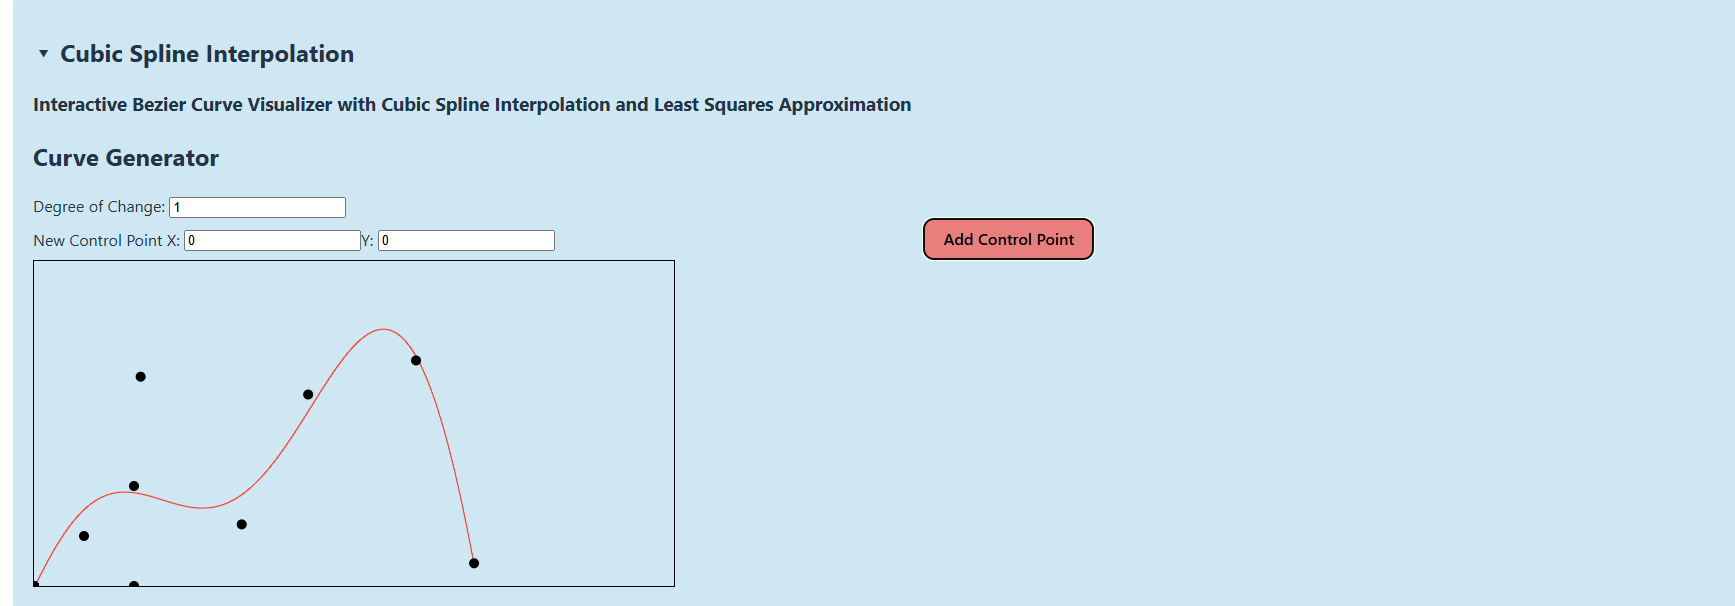 Cubic Spline Interpolation
Interactive Bezier Curve Visualizer with Cubic Spline Interpolation and Least Squares Approximation
Curve Generator
Degree of Change: 1
New Control Point X: 0 Y: 0 Add Control Point